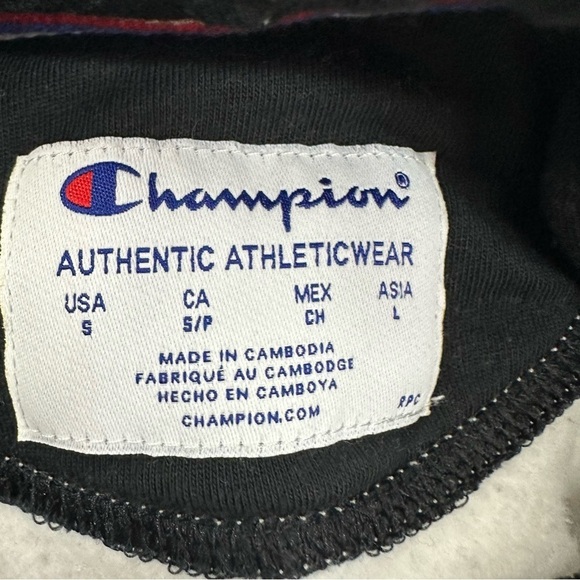 Champion®
AUTHENTIC ATHLETICWEAR
USA CA MEX ASIA
S S/P CH L
MADE IN CAMBODIA
FABRIQUÉ AU CAMBODGE
HECHO EN CAMBOYA
CHAMPION.COM
RPC